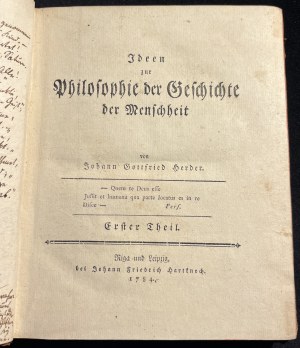 Ideen
zur
Philosophie der Geschichte
der Menschheit
von
Johann Gottfried Herder.
— Quem te Deus esse
Jussit et humana qua parte locatus es in re
Disce —
Pers.
Erster Theil.
Riga und Leipzig,
bei Johann Friedrich Hartknoch.
1784.